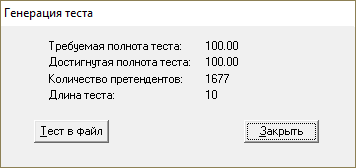 Генерация теста
Требуемая полнота теста: 100.00
Достигнутая полнота теста: 100.00
Количество претендентов: 1677
Длина теста: 10
Тест в файл Закрыть